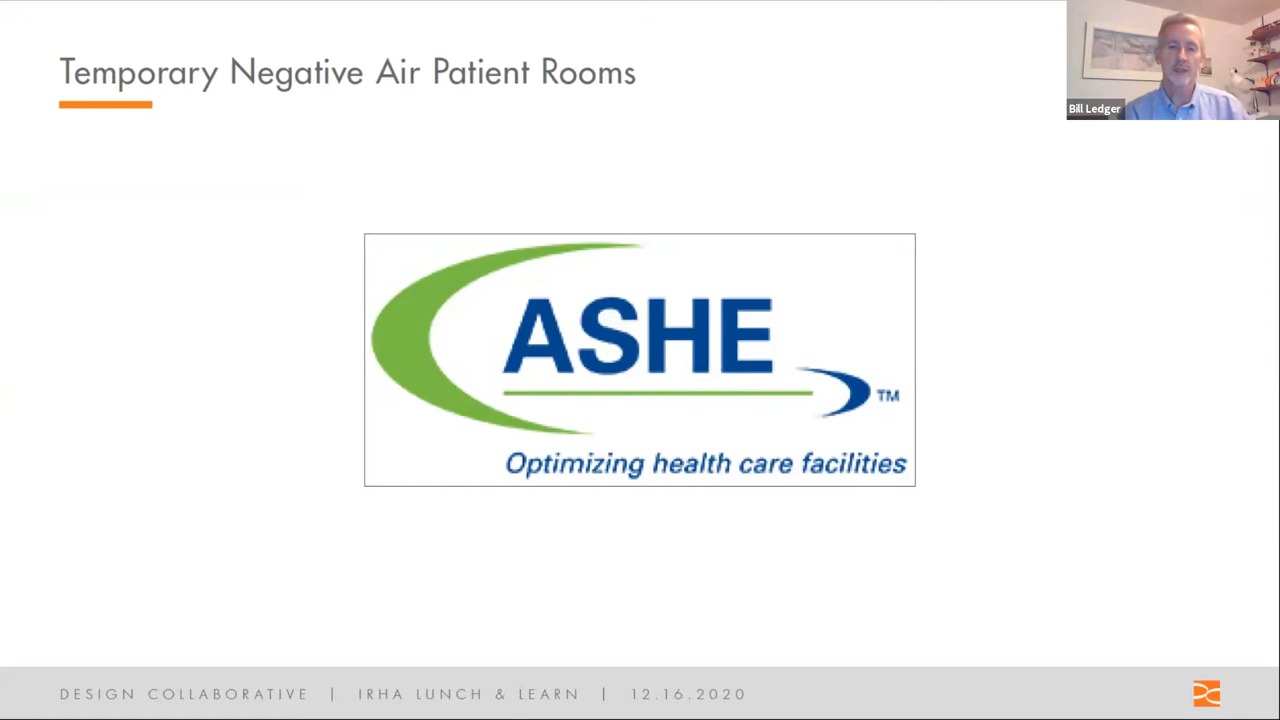 Temporary Negative Air Patient Rooms
Bill Ledger
ASHE
TM
Optimizing health care facilities
DESIGN COLLABORATIVE | IRHA LUNCH & LEARN | 12.16.2020